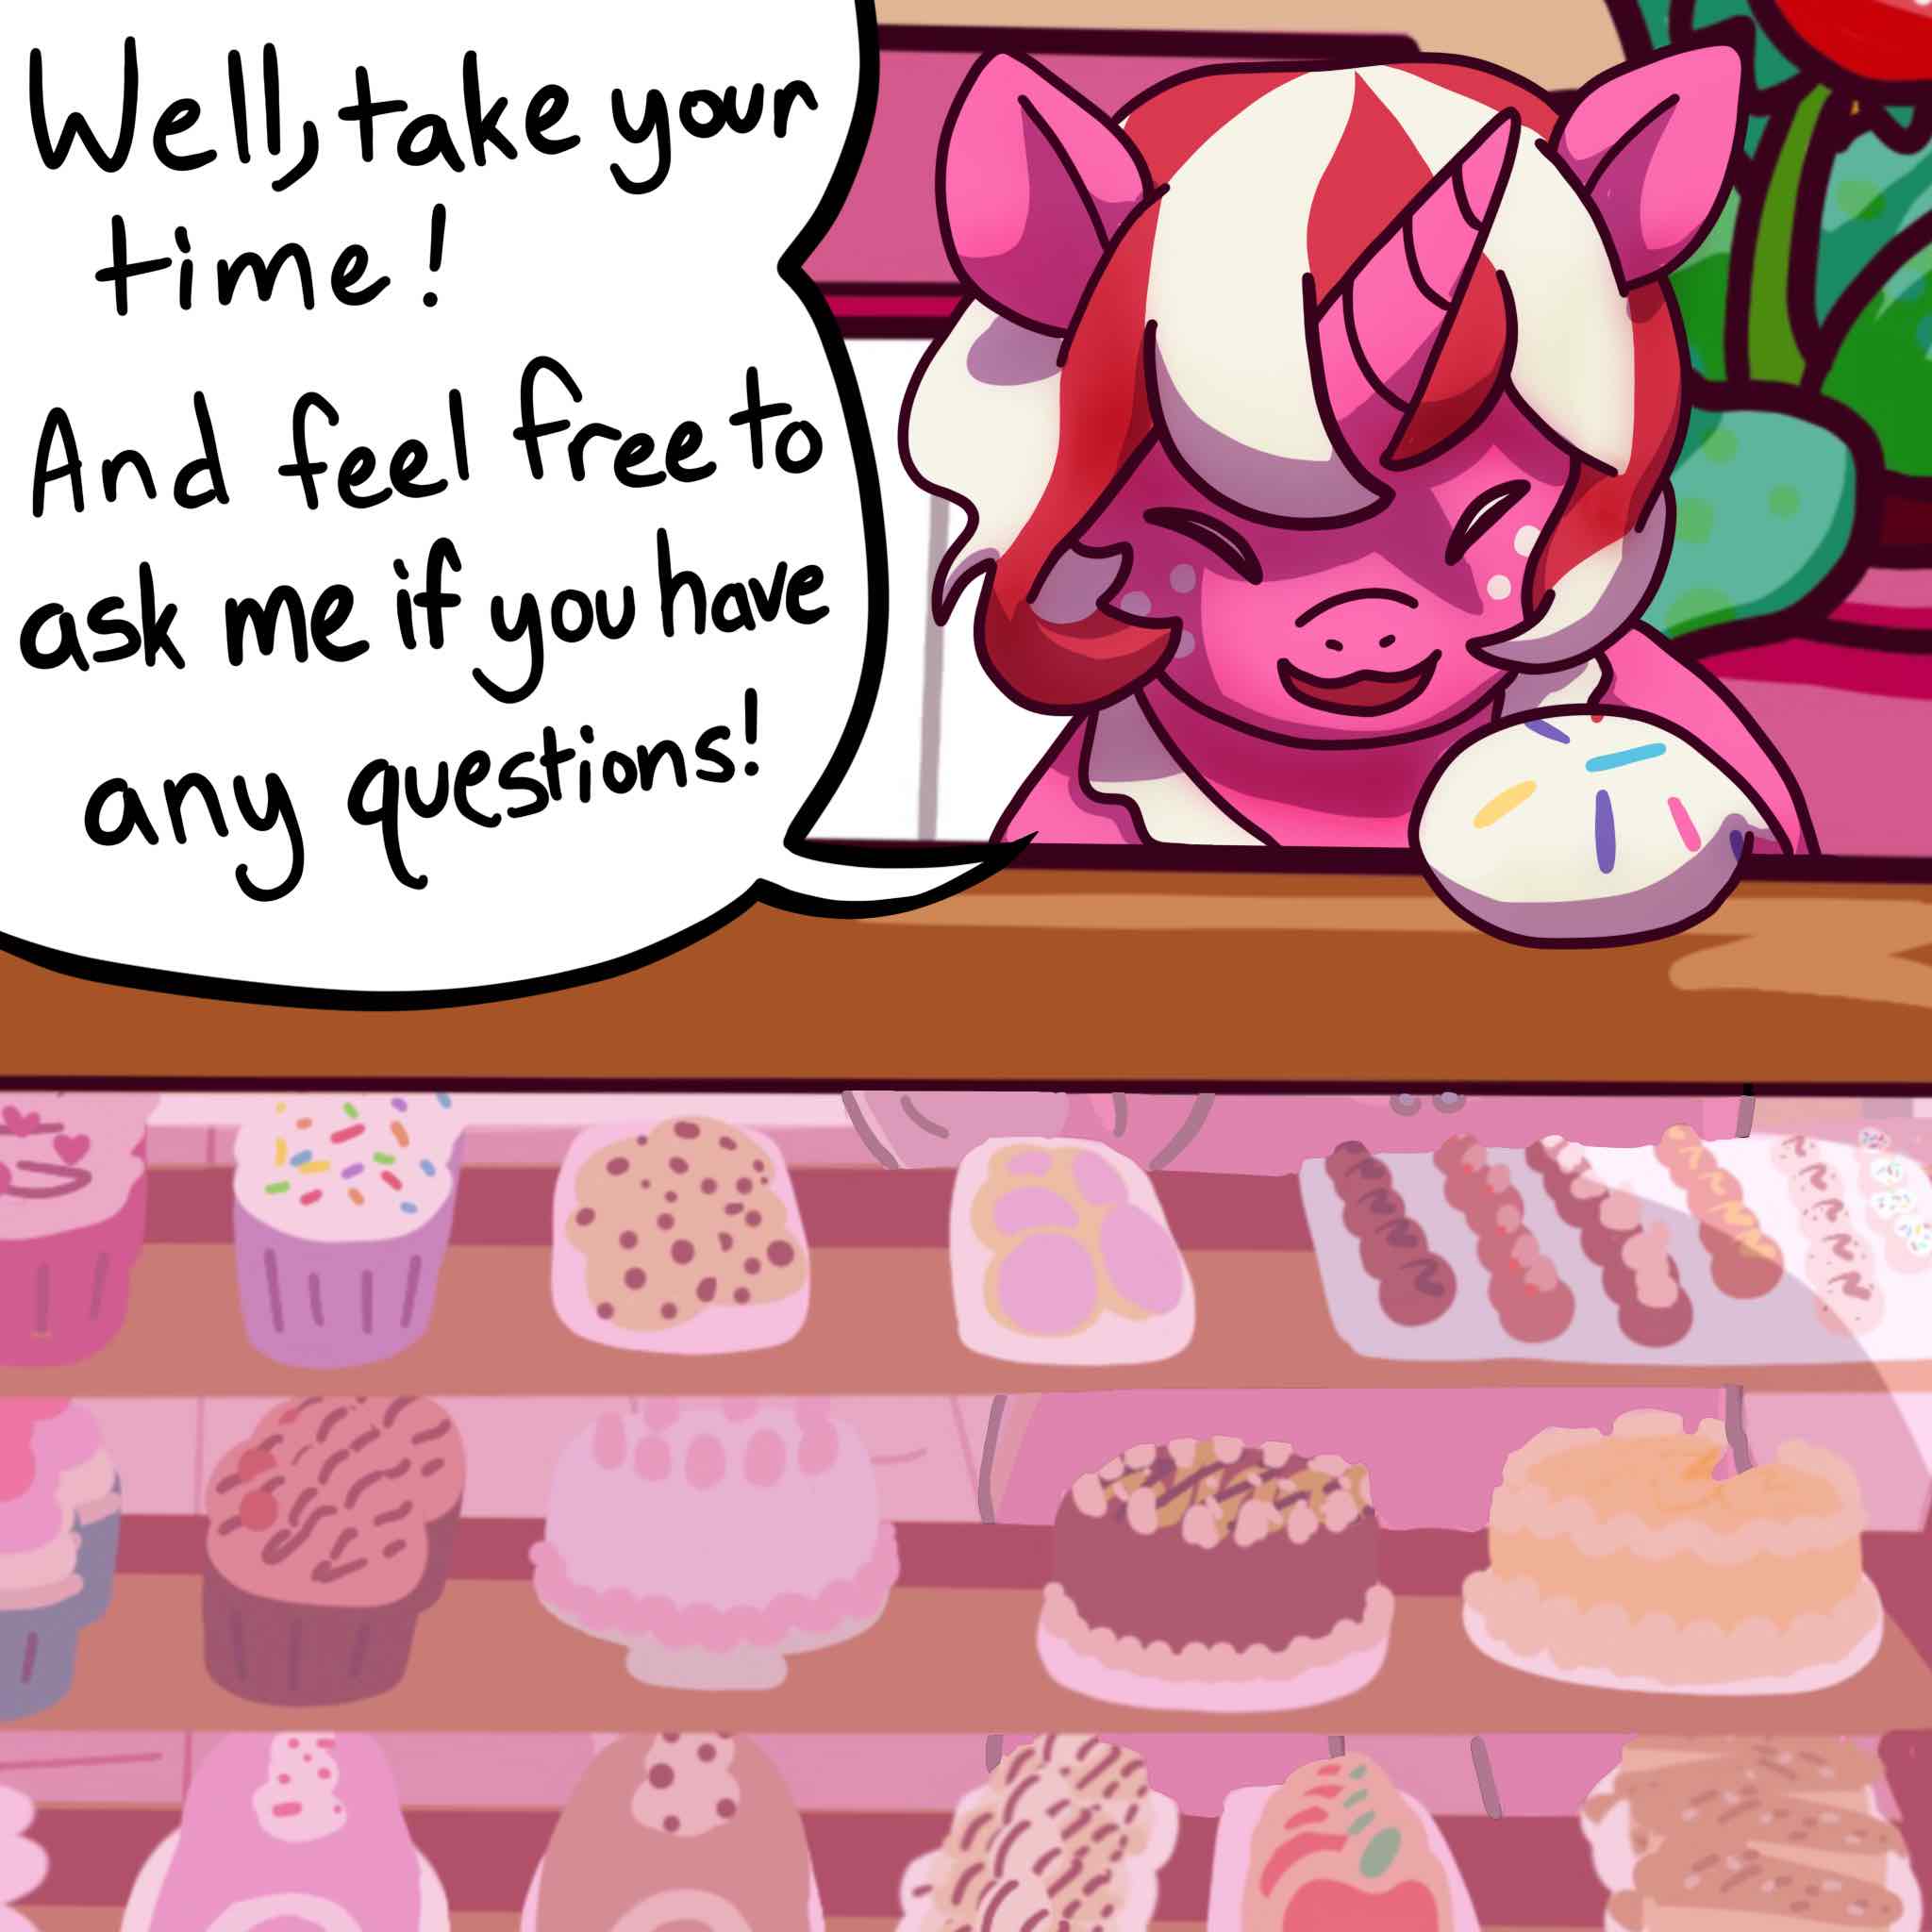 Well, take your
time!
And feel free to
ask me if you have
any questions!